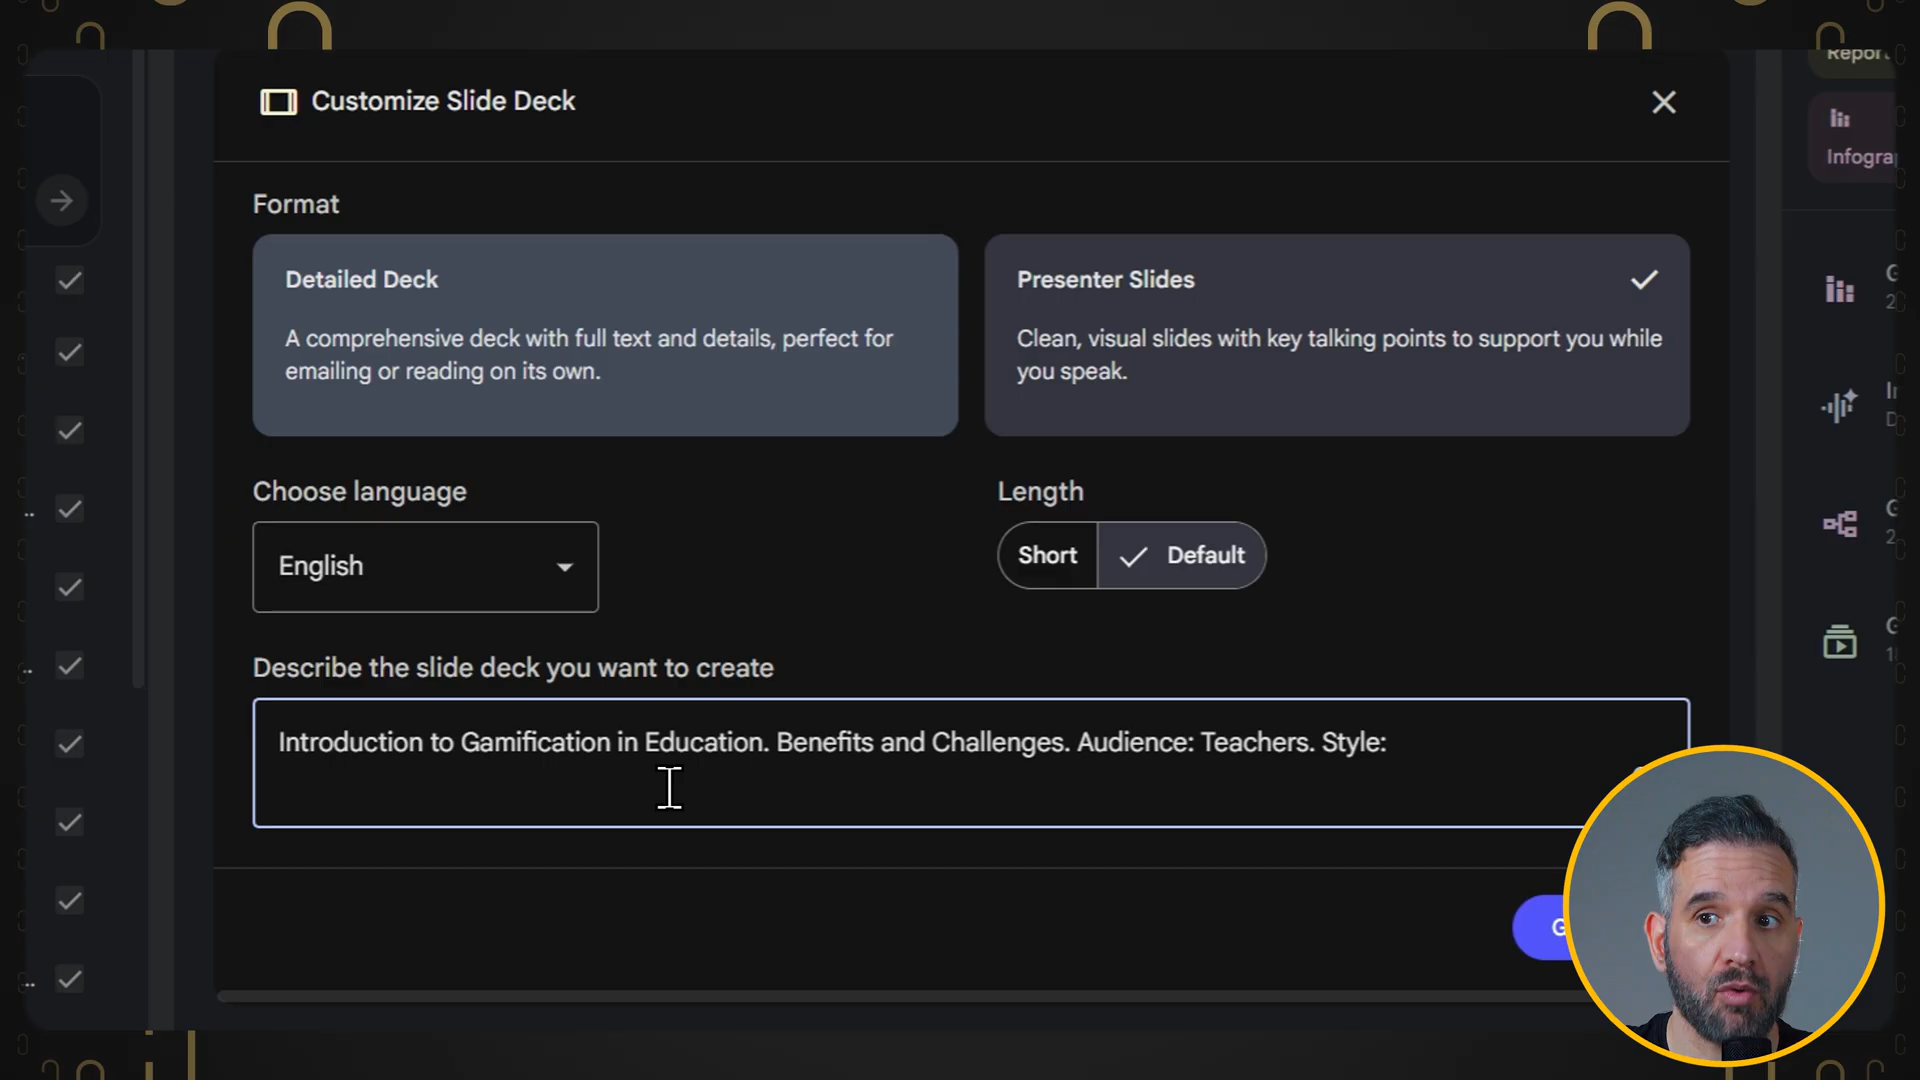 Customize Slide Deck
Format
Detailed Deck
A comprehensive deck with full text and details, perfect for
emailing or reading on its own.
Presenter Slides
Clean, visual slides with key talking points to support you while
you speak.
Choose language
English
Length
Short
Default
Describe the slide deck you want to create
Introduction to Gamification in Education. Benefits and Challenges. Audience: Teachers. Style: